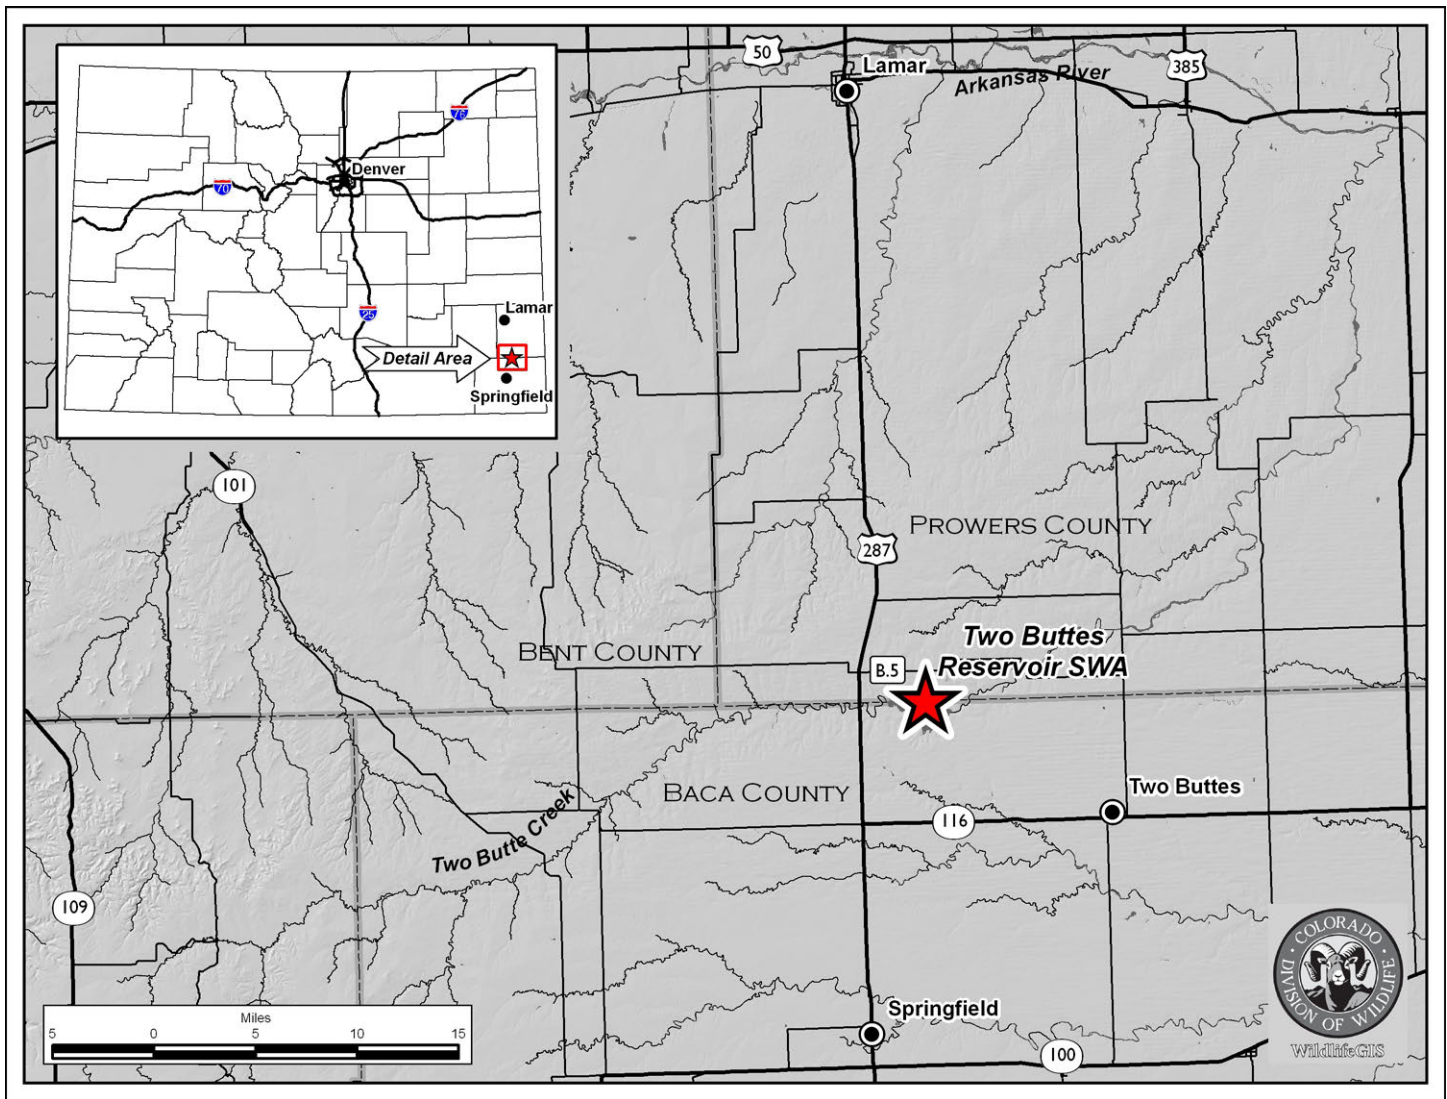 50
Lamar
Arkansas River
385
76
Denver
70
25
Lamar
Detail Area
Springfield
101
PROWERS COUNTY
287
BENT COUNTY
Two Buttes
Reservoir SWA
B.5
BACA COUNTY
Two Buttes
116
Two Butte Creek
109
Springfield
100
Miles
5 0 5 10 15
COLORADO
DIVISION OF WILDLIFE
WildlifeGIS